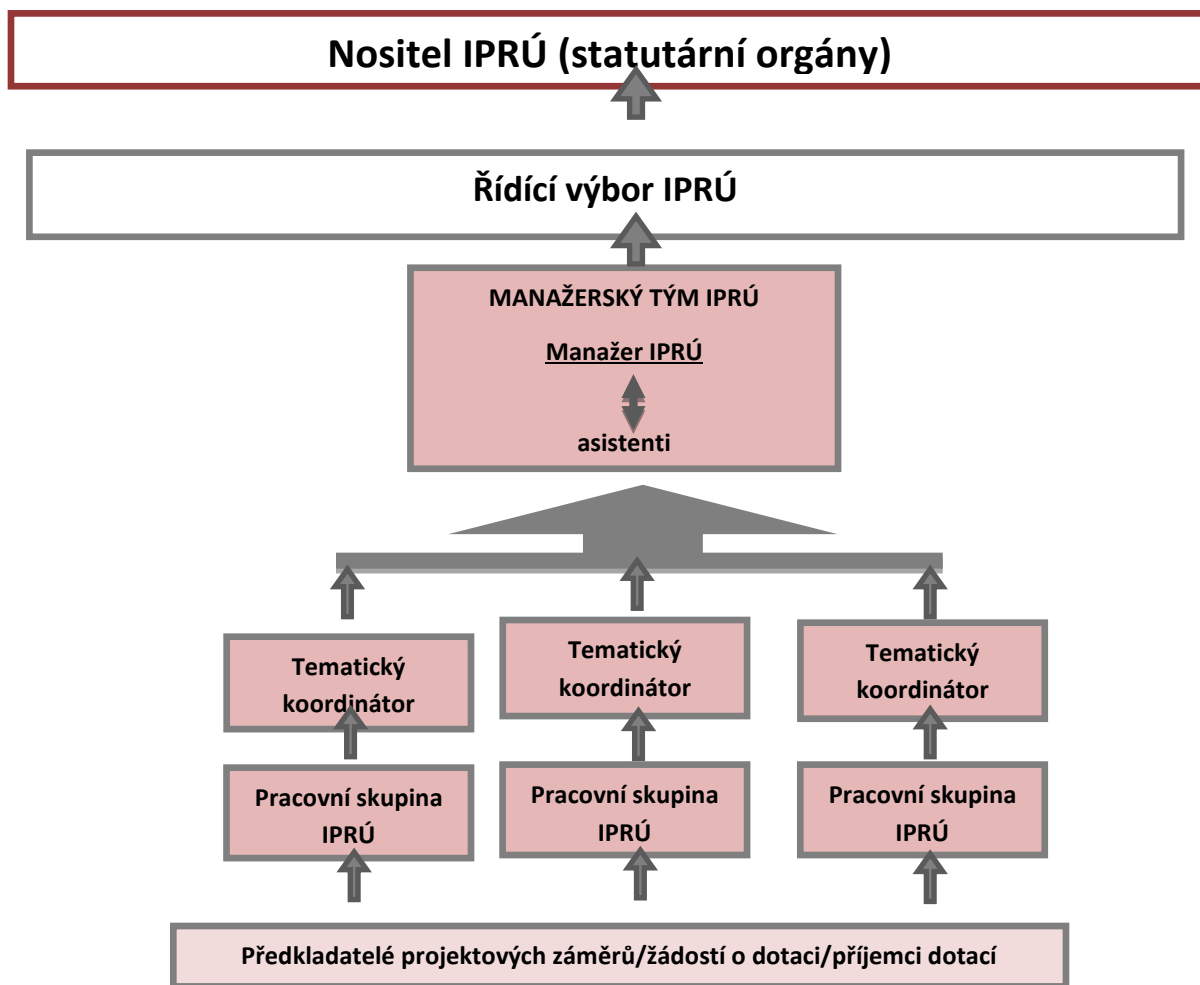 Nositel IPRÚ (statutární orgány)
Řídící výbor IPRÚ
MANAŽERSKÝ TÝM IPRÚ
Manažer IPRÚ
asistenti
Tematický
koordinátor
Tematický
koordinátor
Tematický
koordinátor
Pracovní skupina
IPRÚ
Pracovní skupina
IPRÚ
Pracovní skupina
IPRÚ
Předkladatelé projektových záměrů/žádostí o dotaci/příjemci dotací